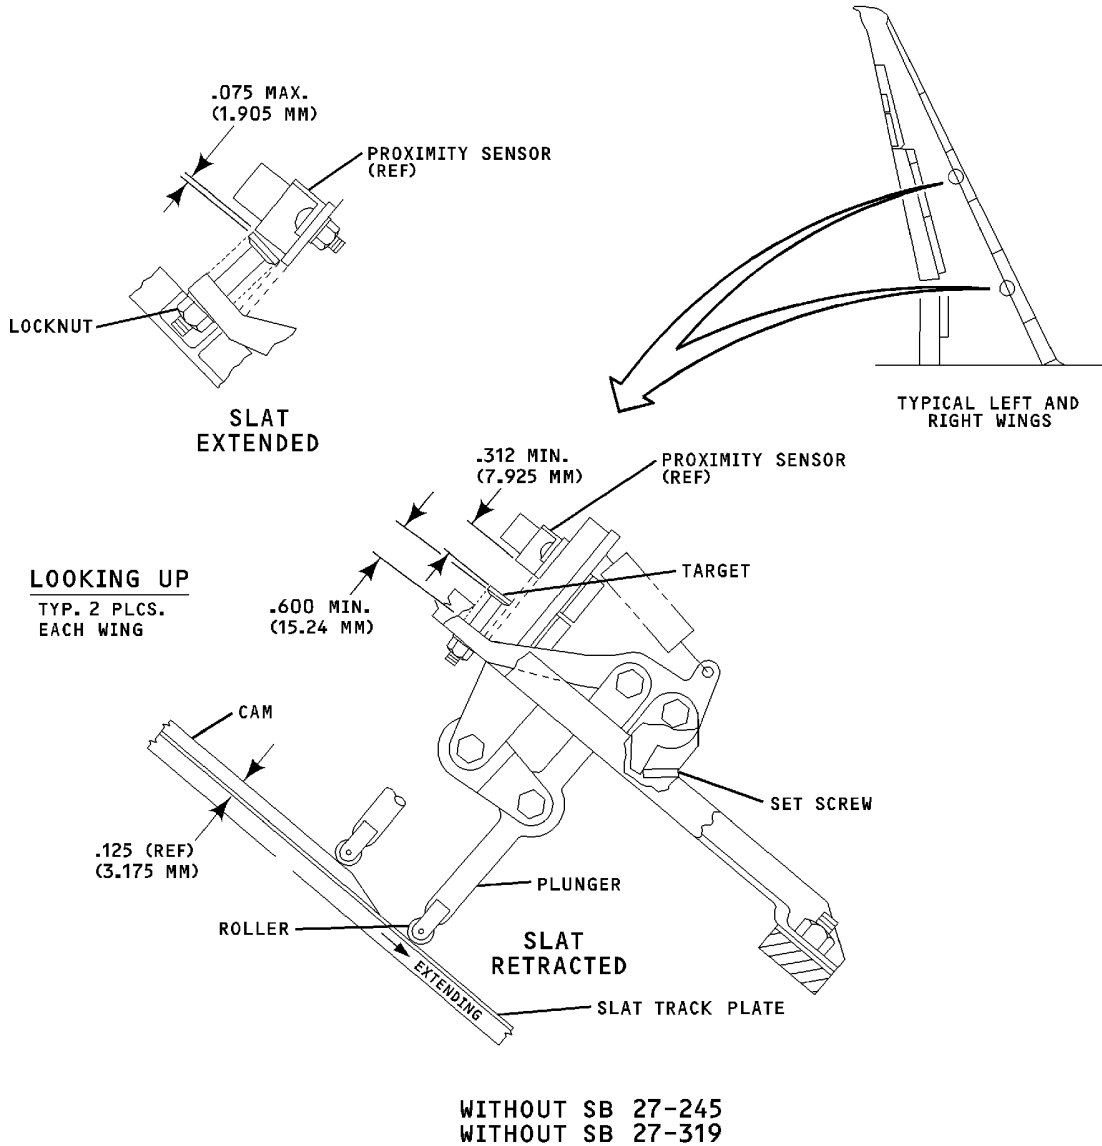 .075 MAX.
(1.905 MM)
PROXIMITY SENSOR
(REF)
LOCKNUT
SLAT
EXTENDED
TYPICAL LEFT AND
RIGHT WINGS
.312 MIN.
(7.925 MM)
PROXIMITY SENSOR
(REF)
LOOKING UP
TYP. 2 PLCS.
EACH WING
TARGET
.600 MIN.
(15.24 MM)
CAM
SET SCREW
.125 (REF)
(3.175 MM)
PLUNGER
ROLLER
SLAT
RETRACTED
EXTENDING
SLAT TRACK PLATE
WITHOUT SB 27-245
WITHOUT SB 27-319